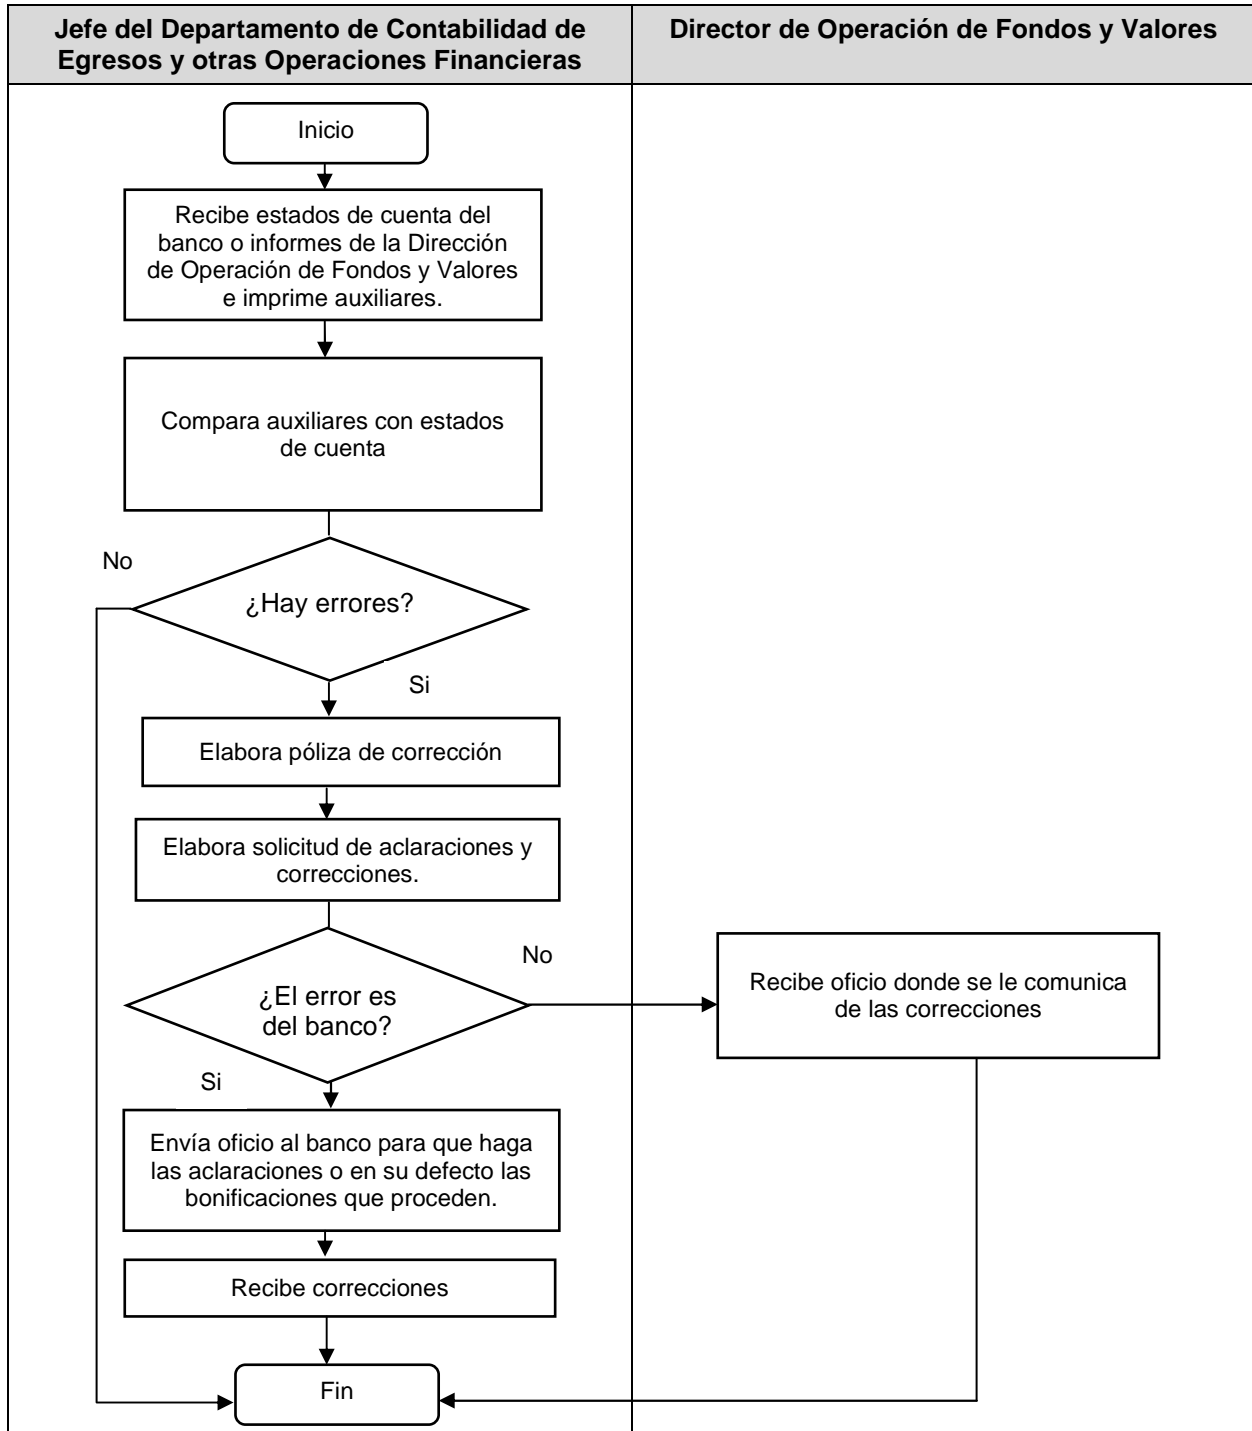 Jefe del Departamento de Contabilidad de
Egresos y otras Operaciones Financieras
Director de Operación de Fondos y Valores
Inicio
Recibe estados de cuenta del
banco o informes de la Dirección
de Operación de Fondos y Valores
e imprime auxiliares.
Compara auxiliares con estados
de cuenta
No
¿Hay errores?
Si
Elabora póliza de corrección
Elabora solicitud de aclaraciones y
correcciones.
No
¿El error es
del banco?
Recibe oficio donde se le comunica
de las correcciones
Si
Envía oficio al banco para que haga
las aclaraciones o en su defecto las
bonificaciones que proceden.
Recibe correcciones
Fin